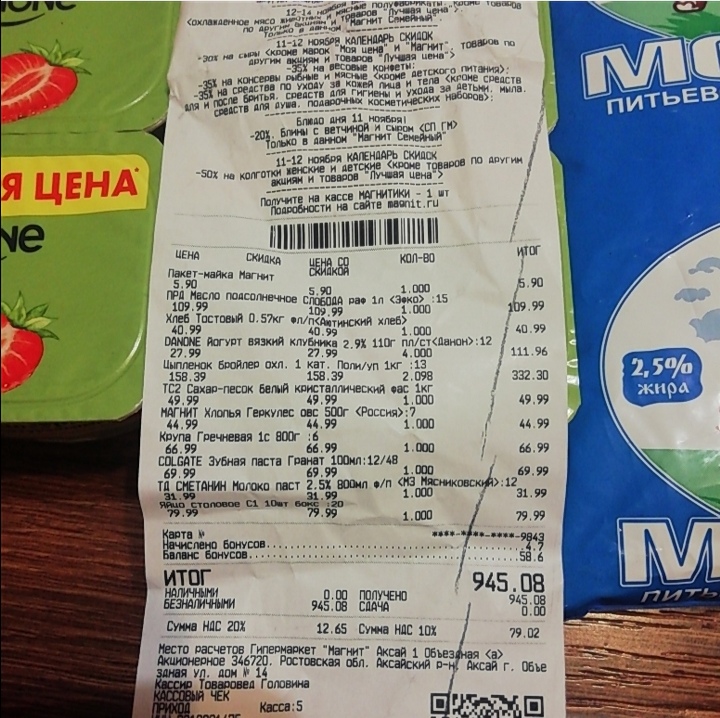 12-14 ноября мясные полуфабрикаты, кроме товаров
<охлажденное мясо животных и товаров "Лучшая цена">
по другим акциям и "Магнит Семейный"
только в данном
11-12 НОЯБРЯ КАЛЕНДАРЬ СКИДОК
-30% на сыры <кроме марок "Моя цена" и "Магнит", товаров по
другим акциям и товаров "Лучшая цена">
-35% на весовые конфеты;
-35% на консервы рыбные и мясные <кроме детского питания>;
-35% на средства по уходу за кожей лица и тела <кроме средств
для и после бритья, средств для гигиены и ухода за детьми, мыла,
средств для душа, подарочных косметических наборов>;
Блюдо дня 11 ноября!
-20%. Блины с ветчиной и сыром <СП ГМ>
Только в данном "Магнит Семейный"
11-12 НОЯБРЯ КАЛЕНДАРЬ СКИДОК
-50% на колготки женские и детские <кроме товаров по другим
акциям и товаров "Лучшая цена">
Получите на кассе МАГНИТИКИ - 1 шт
Подробности на сайте magnit.ru
ЦЕНА СКИДКА ЦЕНА СО СКИДКОЙ КОЛ-ВО ИТОГ
Пакет-майка Магнит
5.90 5.90 1.000 5.90
ПРД Масло подсолнечное СЛОБОДА раф 1л <Эфко> :15
109.99 109.99 1.000 109.99
Хлеб Тостовый 0.57кг фл/п<Аютинский хлеб>
40.99 40.99 1.000 40.99
DANONE Йогурт вязкий клубника 2.9% 110г пл/ст<Данон>:12
27.99 27.99 4.000 111.96
Цыпленок Бройлер охл. 1 кат. Поли/уп 1кг :13
158.39 158.39 2.098 332.30
ТС2 Сахар-песок Белый кристаллический фас 1кг
49.99 49.99 1.000 49.99
МАГНИТ Хлопья Геркулес овс 500г <Россия>:7
44.99 44.99 1.000 44.99
Крупа Гречневая 1с 800г :6
66.99 66.99 1.000 66.99
COLGATE Зубная паста Гранат 100мл:12/48
69.99 69.99 1.000 69.99
ТД СМЕТАНИН Молоко паст 2.5% 800мл ф/п <МЗ Мясниковский>:12
31.99 31.99 1.000 31.99
Яйцо столовое С1 10шт бокс :20
79.99 79.99 1.000 79.99
Карта № ****-****-****-9843
Начислено бонусов 4.7
Баланс бонусов 58.6
ИТОГ 945.08
НАЛИЧНЫМИ 0.00 ПОЛУЧЕНО 945.08
БЕЗНАЛИЧНЫМИ 945.08 СДАЧА 0.00
Сумма НДС 20% 12.65 Сумма НДС 10% 79.02
Место расчетов Гипермаркет "Магнит" Аксай 1 Объездная <а>
Акционерное 346720, Ростовская обл, Аксайский р-н, Аксай г, Объе
здная ул, дом № 14
Кассир Товаровед Головина
КАССОВЫЙ ЧЕК
ПРИХОД Касса:5
Я ЦЕНА
NE
МО
ПИТЬЕВ
2,5%
жира
М
ПИТЬ